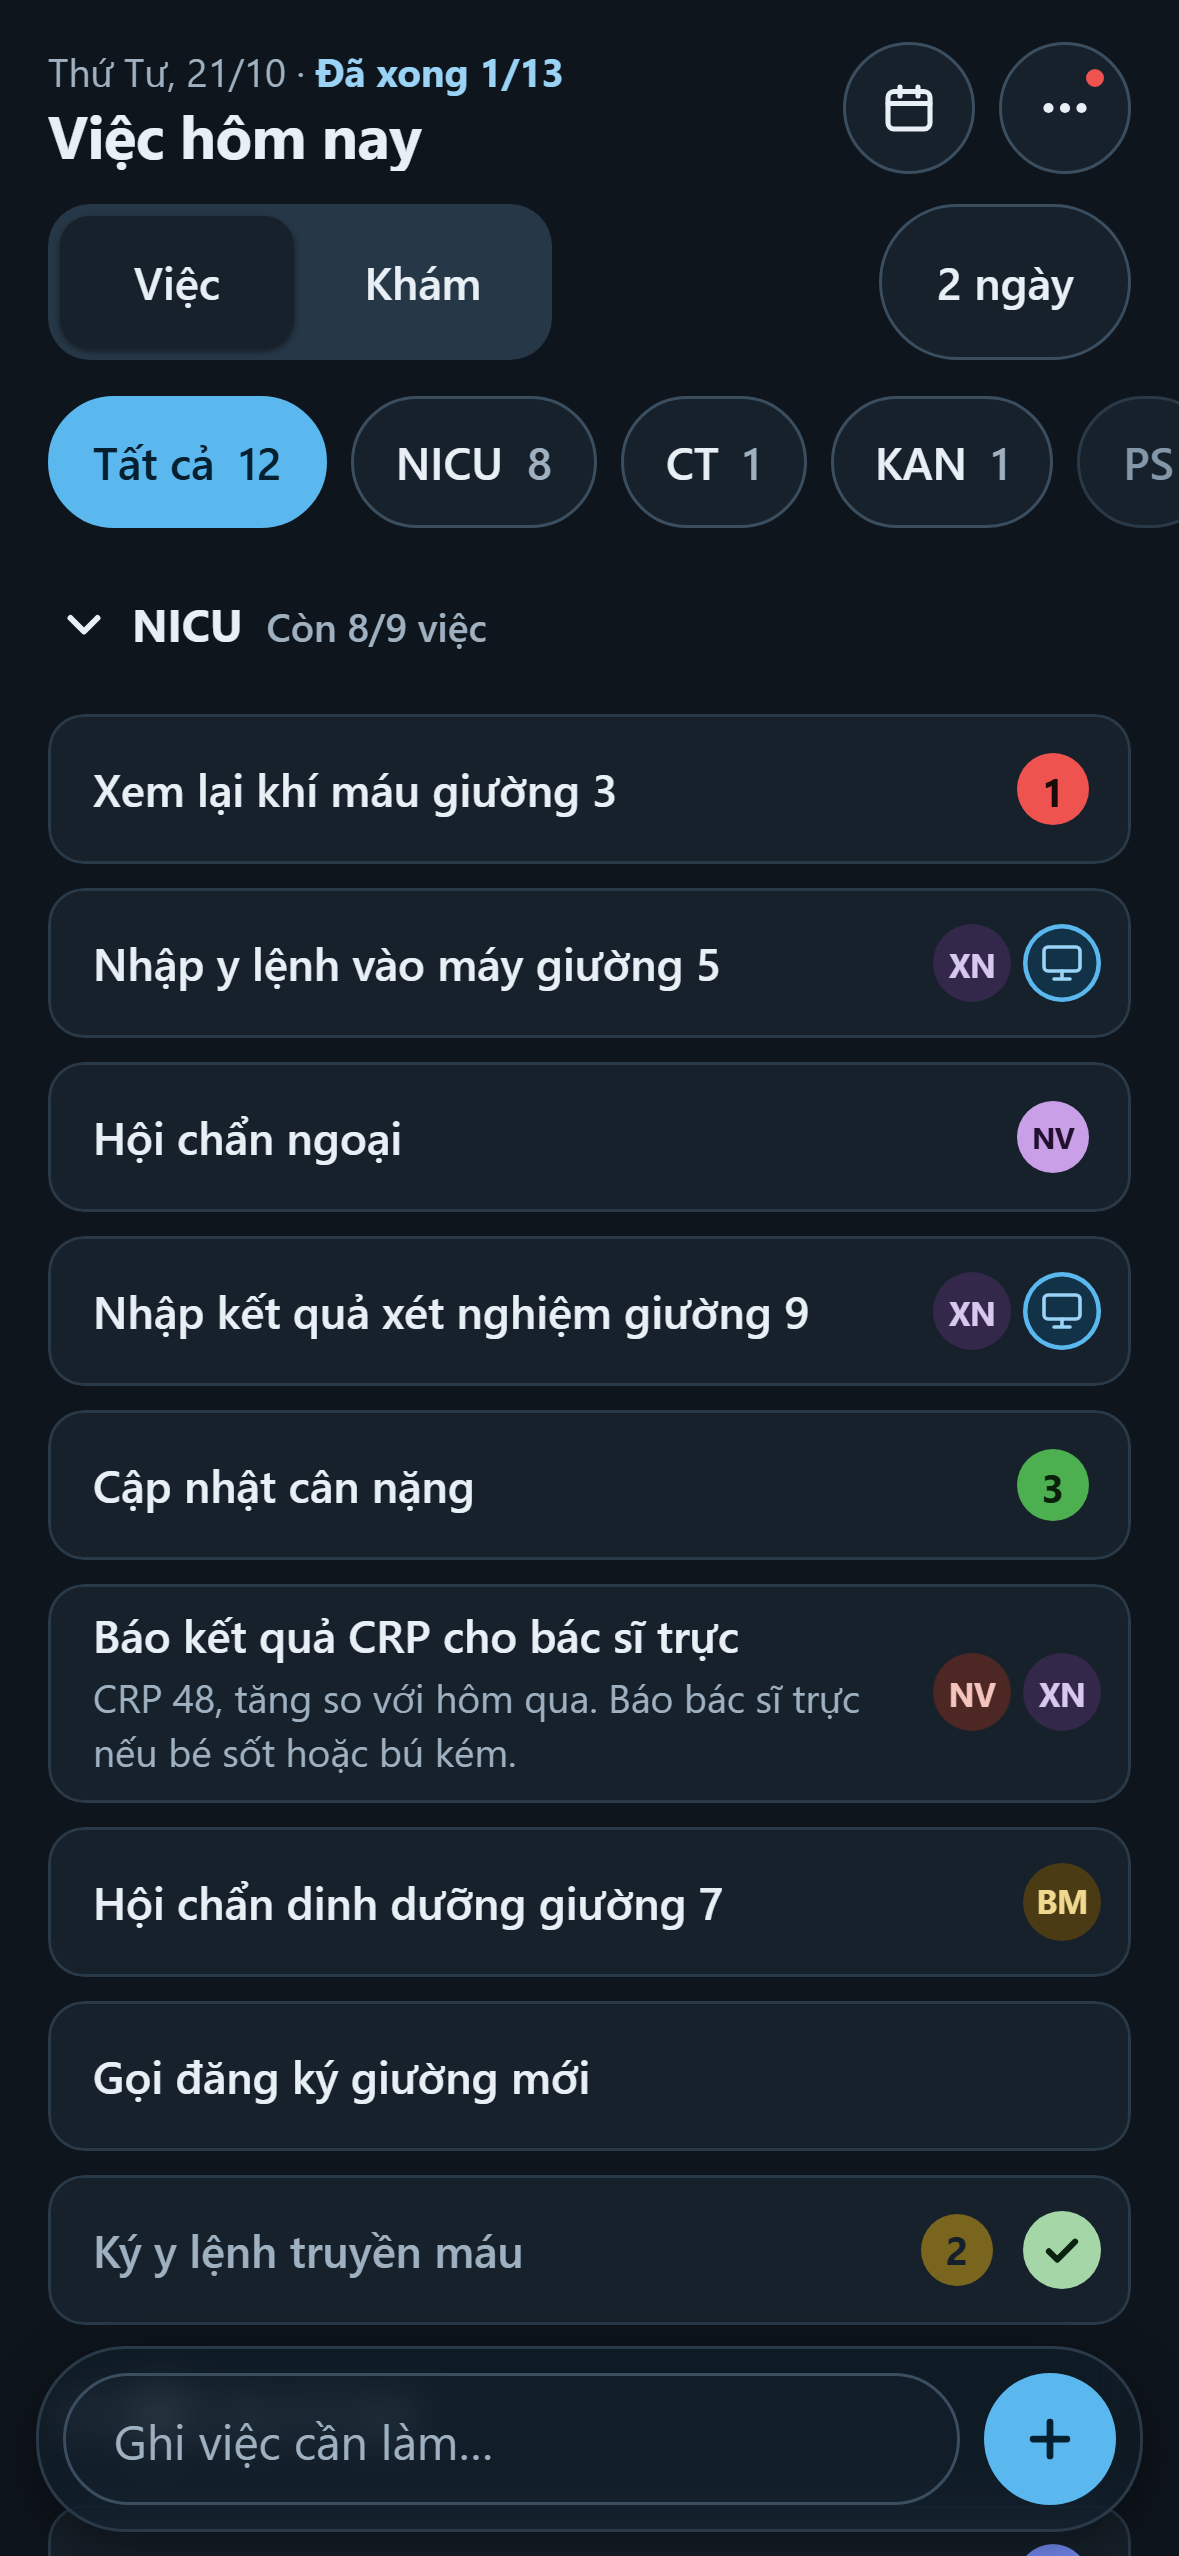 Thứ Tư, 21/10 · Đã xong 1/13
Việc hôm nay
Việc
Khám
2 ngày
Tất cả 12
NICU 8
CT 1
KAN 1
PS
NICU Còn 8/9 việc
Xem lại khí máu giường 3
1
Nhập y lệnh vào máy giường 5
XN
Hội chẩn ngoại
NV
Nhập kết quả xét nghiệm giường 9
XN
Cập nhật cân nặng
3
Báo kết quả CRP cho bác sĩ trực
CRP 48, tăng so với hôm qua. Báo bác sĩ trực
nếu bé sốt hoặc bú kém.
NV XN
Hội chẩn dinh dưỡng giường 7
BM
Gọi đăng ký giường mới
Ký y lệnh truyền máu
2
Ghi việc cần làm...